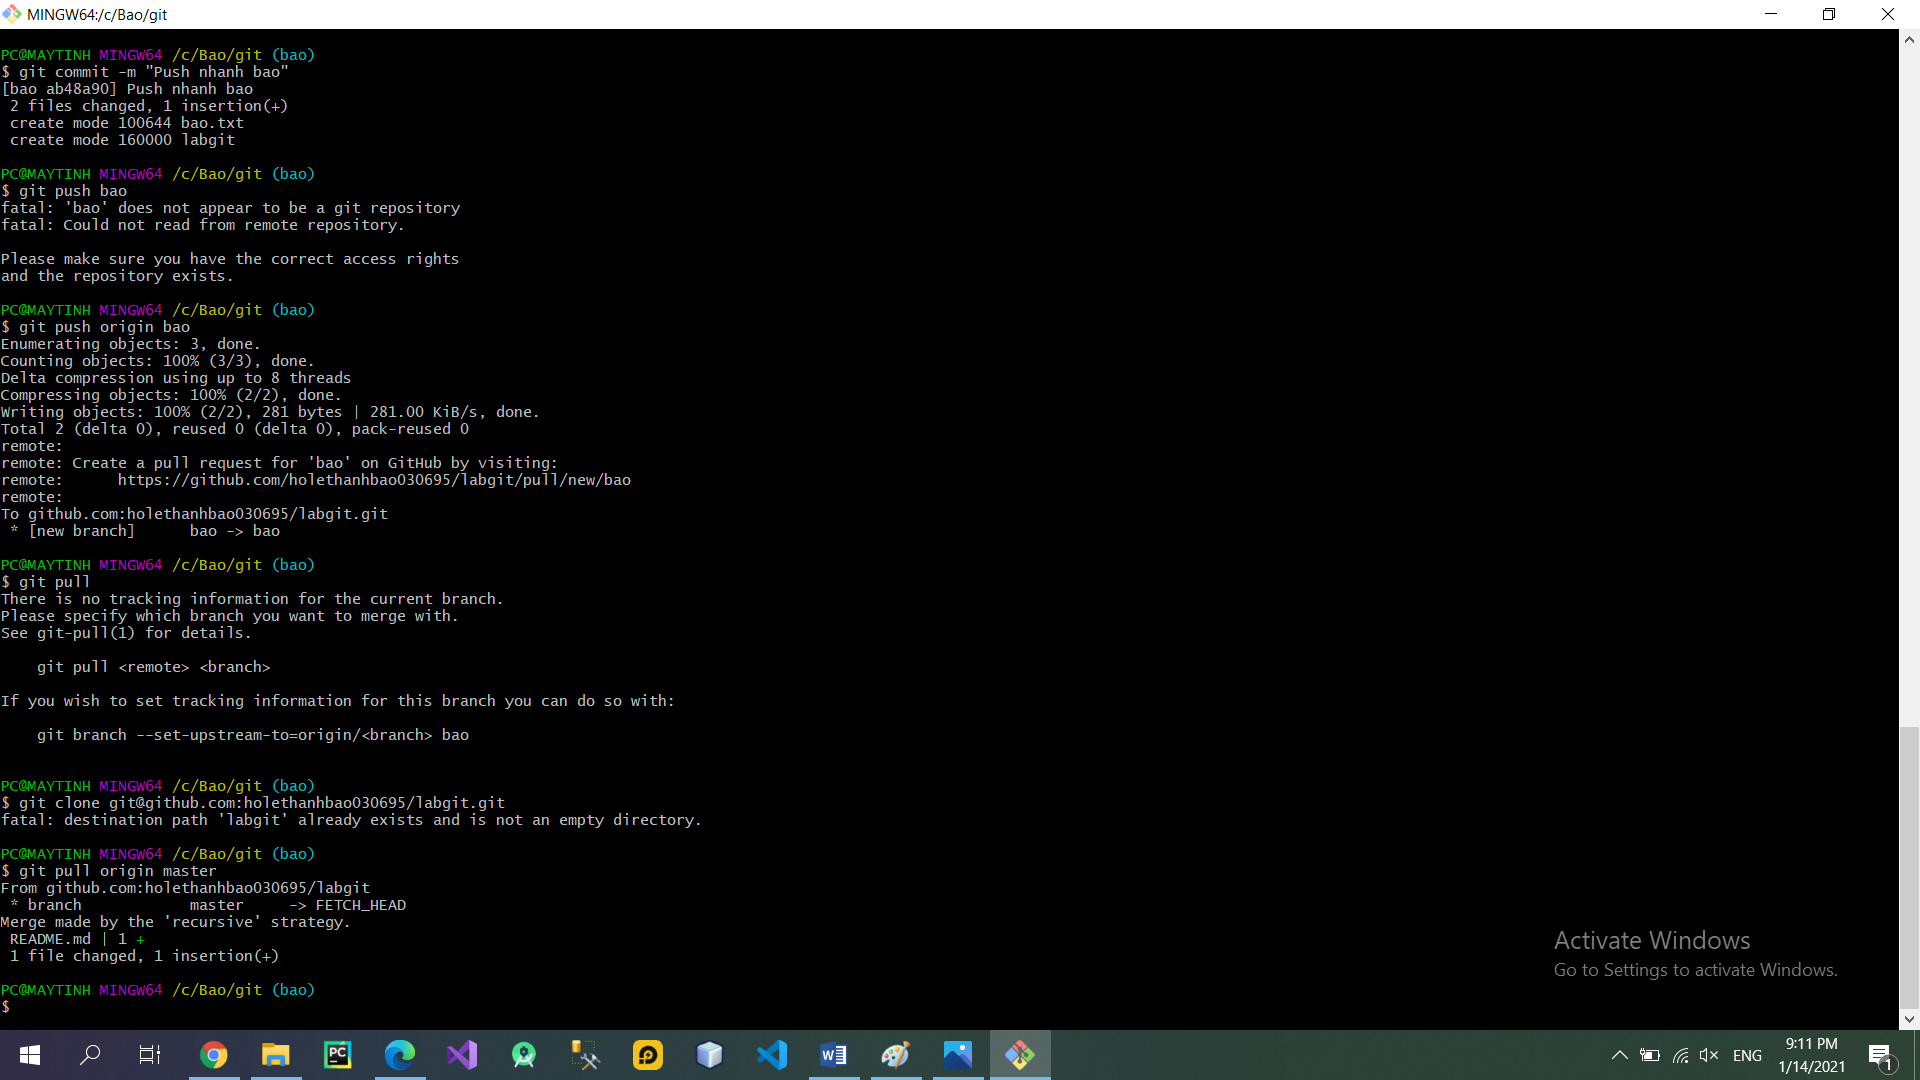 MINGW64:/c/Bao/git
PC@MAYTINH MINGW64 /c/Bao/git (bao)
$ git commit -m "Push nhanh bao"
[bao ab48a90] Push nhanh bao
 2 files changed, 1 insertion(+)
 create mode 100644 bao.txt
 create mode 160000 labgit
PC@MAYTINH MINGW64 /c/Bao/git (bao)
$ git push bao
fatal: 'bao' does not appear to be a git repository
fatal: Could not read from remote repository.
Please make sure you have the correct access rights
and the repository exists.
PC@MAYTINH MINGW64 /c/Bao/git (bao)
$ git push origin bao
Enumerating objects: 3, done.
Counting objects: 100% (3/3), done.
Delta compression using up to 8 threads
Compressing objects: 100% (2/2), done.
Writing objects: 100% (2/2), 281 bytes | 281.00 KiB/s, done.
Total 2 (delta 0), reused 0 (delta 0), pack-reused 0
remote:
remote: Create a pull request for 'bao' on GitHub by visiting:
remote:      https://github.com/holethanhbao030695/labgit/pull/new/bao
remote:
To github.com:holethanhbao030695/labgit.git
 * [new branch]      bao -> bao
PC@MAYTINH MINGW64 /c/Bao/git (bao)
$ git pull
There is no tracking information for the current branch.
Please specify which branch you want to merge with.
See git-pull(1) for details.
    git pull <remote> <branch>
If you wish to set tracking information for this branch you can do so with:
    git branch --set-upstream-to=origin/<branch> bao
PC@MAYTINH MINGW64 /c/Bao/git (bao)
$ git clone git@github.com:holethanhbao030695/labgit.git
fatal: destination path 'labgit' already exists and is not an empty directory.
PC@MAYTINH MINGW64 /c/Bao/git (bao)
$ git pull origin master
From github.com:holethanhbao030695/labgit
 * branch            master     -> FETCH_HEAD
Merge made by the 'recursive' strategy.
 README.md | 1 +
 1 file changed, 1 insertion(+)
PC@MAYTINH MINGW64 /c/Bao/git (bao)
$
Activate Windows
Go to Settings to activate Windows.
PC
W
ENG
9:11 PM
1/14/2021
1